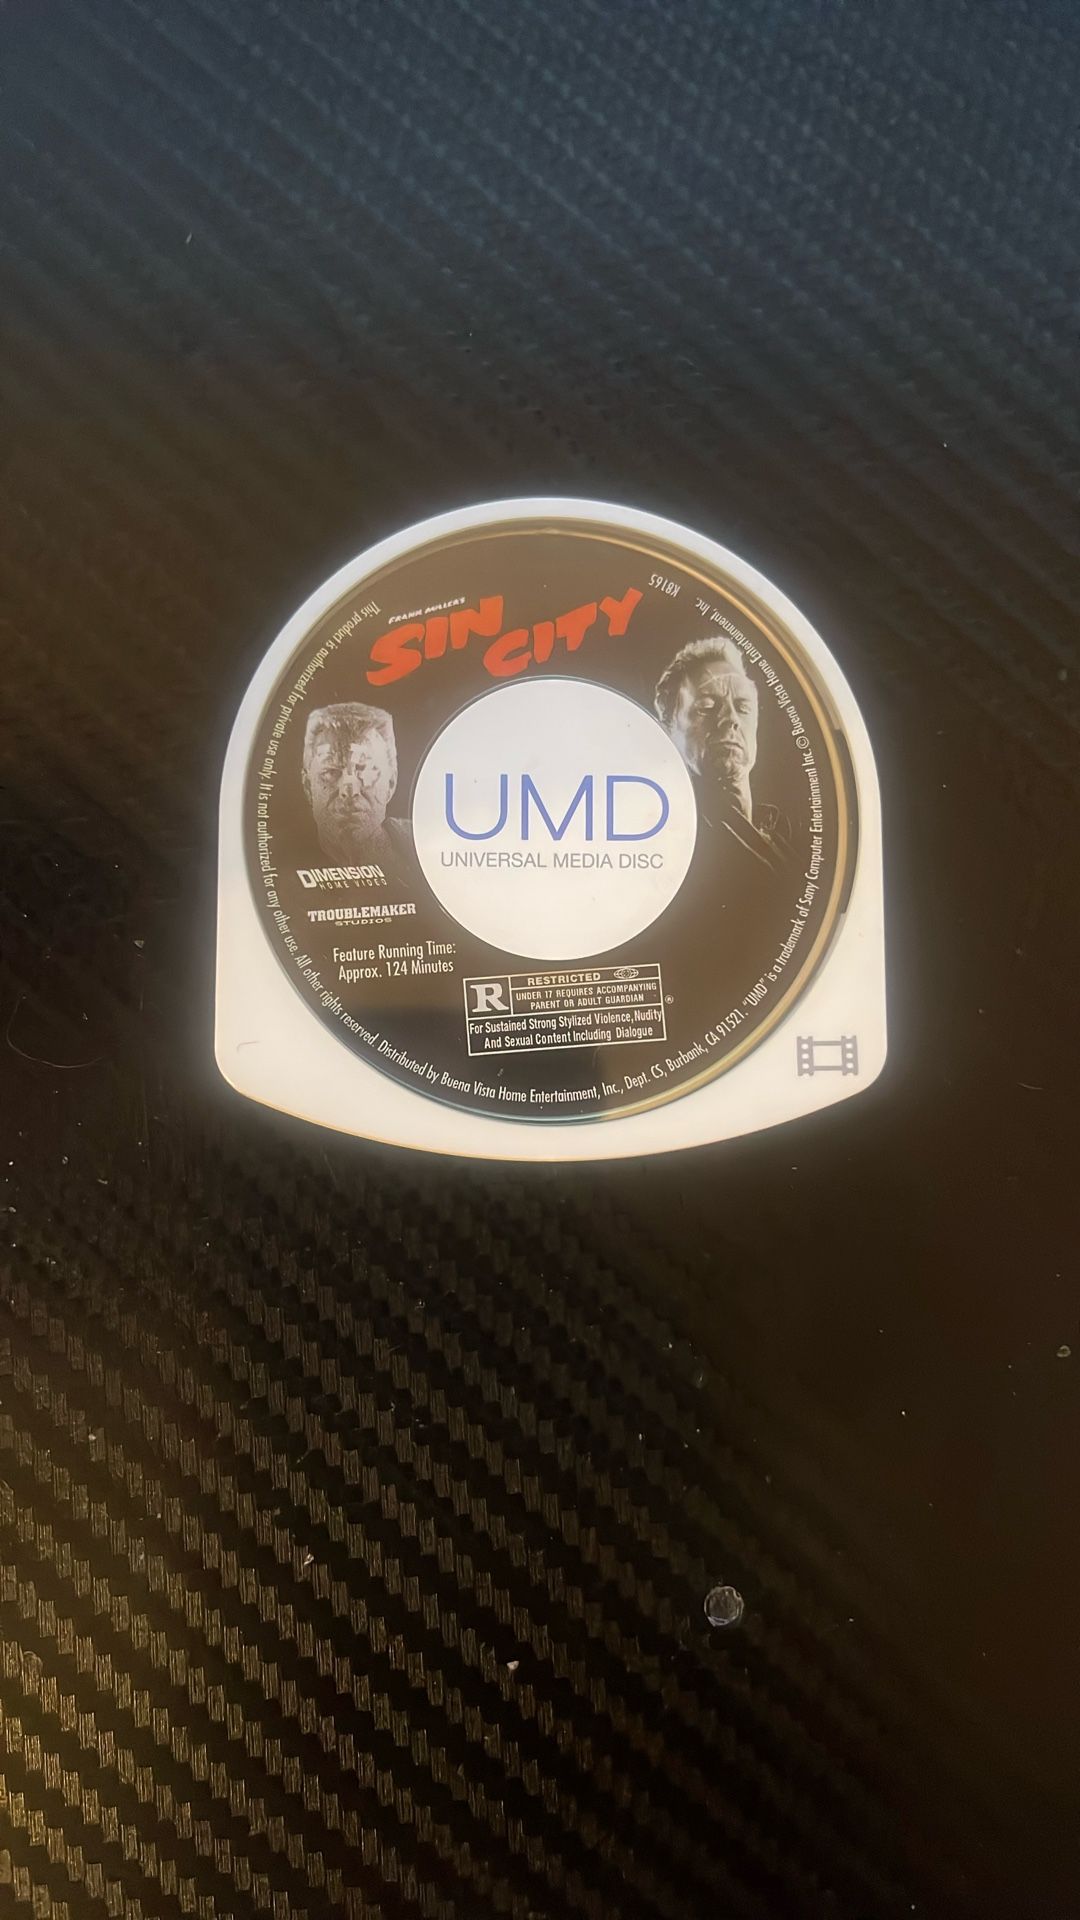 FRANK MILLER'S
SIN CITY
K8165
UMD
UNIVERSAL MEDIA DISC
DIMENSION
HOME VIDEO
TROUBLEMAKER
STUDIOS
Feature Running Time:
Approx. 124 Minutes
R
RESTRICTED
UNDER 17 REQUIRES ACCOMPANYING
PARENT OR ADULT GUARDIAN
®
For Sustained Strong Stylized Violence, Nudity
And Sexual Content Including Dialogue
This product is authorized for private use only. It is not authorized for any other use. All other rights reserved. Distributed by Buena Vista Home Entertainment, Inc., Dept. CS, Burbank, CA 91521. "UMD" is a trademark of Sony Computer Entertainment Inc. © Buena Vista Home Entertainment, Inc.